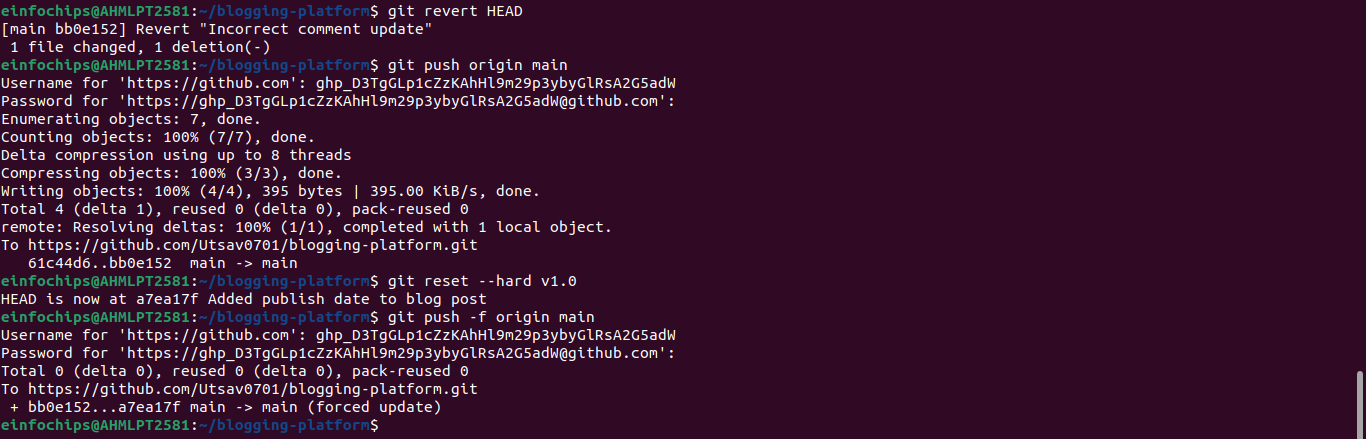 einfochips@AHMLPT2581:~/blogging-platform$ git revert HEAD
[main bb0e152] Revert "Incorrect comment update"
 1 file changed, 1 deletion(-)
einfochips@AHMLPT2581:~/blogging-platform$ git push origin main
Username for 'https://github.com': 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
Password for 'https://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@github.com':
Enumerating objects: 7, done.
Counting objects: 100% (7/7), done.
Delta compression using up to 8 threads
Compressing objects: 100% (3/3), done.
Writing objects: 100% (4/4), 395 bytes | 395.00 KiB/s, done.
Total 4 (delta 1), reused 0 (delta 0), pack-reused 0
remote: Resolving deltas: 100% (1/1), completed with 1 local object.
To https://github.com/Utsav0701/blogging-platform.git
   61c44d6..bb0e152  main -> main
einfochips@AHMLPT2581:~/blogging-platform$ git reset --hard v1.0
HEAD is now at a7ea17f Added publish date to blog post
einfochips@AHMLPT2581:~/blogging-platform$ git push -f origin main
Username for 'https://github.com': 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
Password for 'https://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@github.com':
Total 0 (delta 0), reused 0 (delta 0), pack-reused 0
To https://github.com/Utsav0701/blogging-platform.git
 + bb0e152...a7ea17f main -> main (forced update)
einfochips@AHMLPT2581:~/blogging-platform$